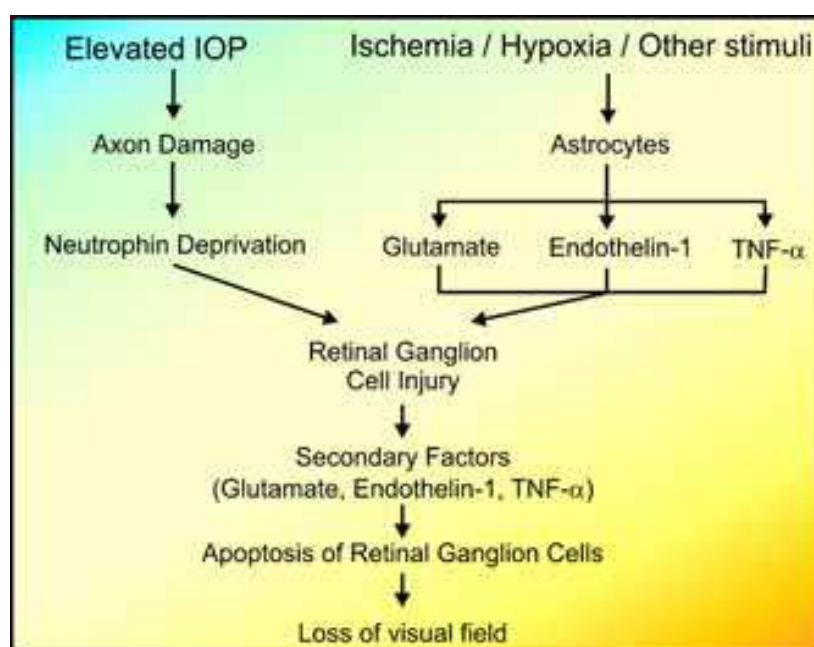 Elevated IOP
Ischemia / Hypoxia / Other stimuli
Axon Damage
Astrocytes
Neutrophin Deprivation
Glutamate
Endothelin-1
TNF-α
Retinal Ganglion
Cell Injury
Secondary Factors
(Glutamate, Endothelin-1, TNF-α)
Apoptosis of Retinal Ganglion Cells
Loss of visual field